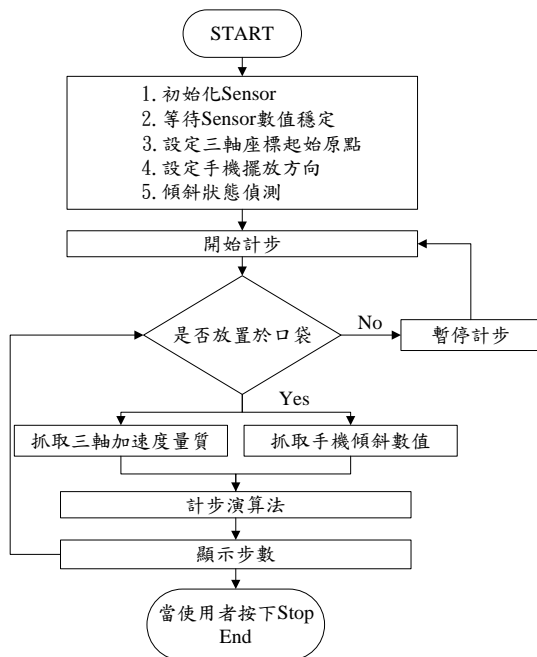 START
1. 初始化Sensor
2. 等待Sensor數值穩定
3. 設定三軸座標起始原點
4. 設定手機擺放方向
5. 傾斜狀態偵測
開始計步
是否放置於口袋
No
暫停計步
Yes
抓取三軸加速度量質
抓取手機傾斜數值
計步演算法
顯示步數
當使用者按下Stop
End